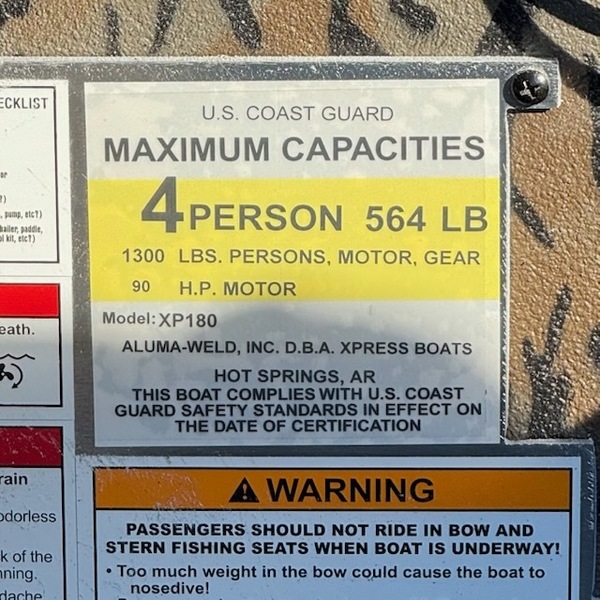 ECKLIST
or
?)
, pump, etc?)
bailer, paddle,
ol kit, etc?)
U.S. COAST GUARD
MAXIMUM CAPACITIES
4 PERSON 564 LB
1300 LBS. PERSONS, MOTOR, GEAR
90 H.P. MOTOR
Model: XP180
ALUMA-WELD, INC. D.B.A. XPRESS BOATS
HOT SPRINGS, AR
THIS BOAT COMPLIES WITH U.S. COAST
GUARD SAFETY STANDARDS IN EFFECT ON
THE DATE OF CERTIFICATION
eath.
rain
odorless
k of the
nning.
dache,
WARNING
PASSENGERS SHOULD NOT RIDE IN BOW AND
STERN FISHING SEATS WHEN BOAT IS UNDERWAY!
• Too much weight in the bow could cause the boat to
nosedive!